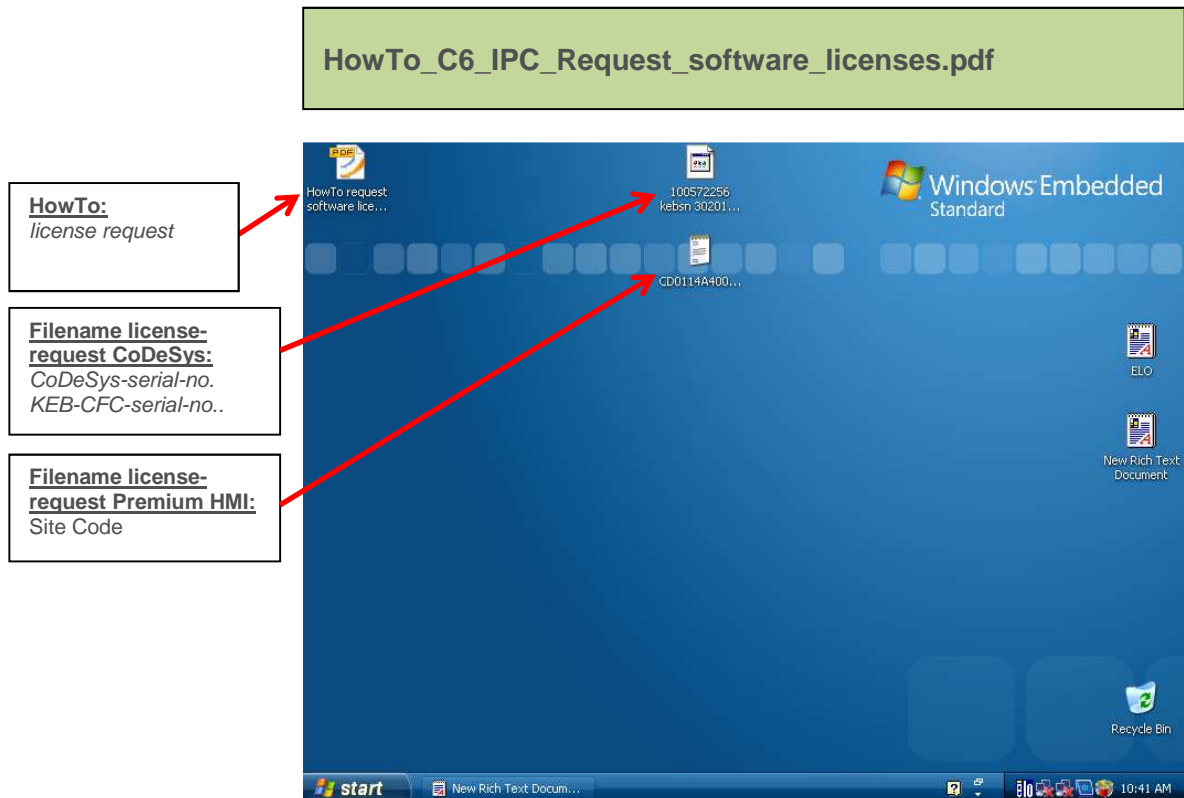 HowTo_C6_IPC_Request_software_licenses.pdf
HowTo:
license request
Filename license-
request CoDeSys:
CoDeSys-serial-no.
KEB-CFC-serial-no..
Filename license-
request Premium HMI:
Site Code
PDF
HowTo request
software lice...
100572256
kebsn 30201...
CD0114A400...
Windows Embedded
Standard
ELO
New Rich Text
Document
Recycle Bin
start
New Rich Text Docum...
elo
10:41 AM